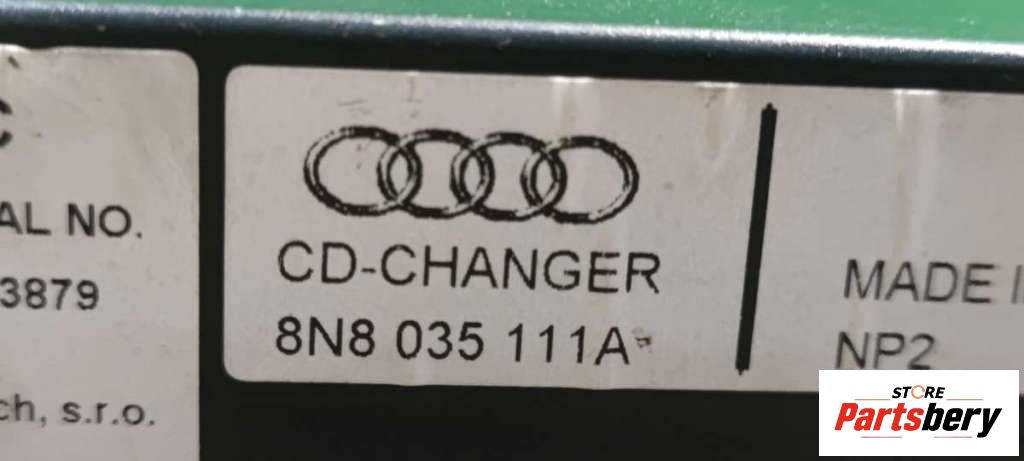 AL NO.
3879
ch, s.r.o.
CD-CHANGER
8N8 035 111A
MADE
NP2
STORE
Partsbery